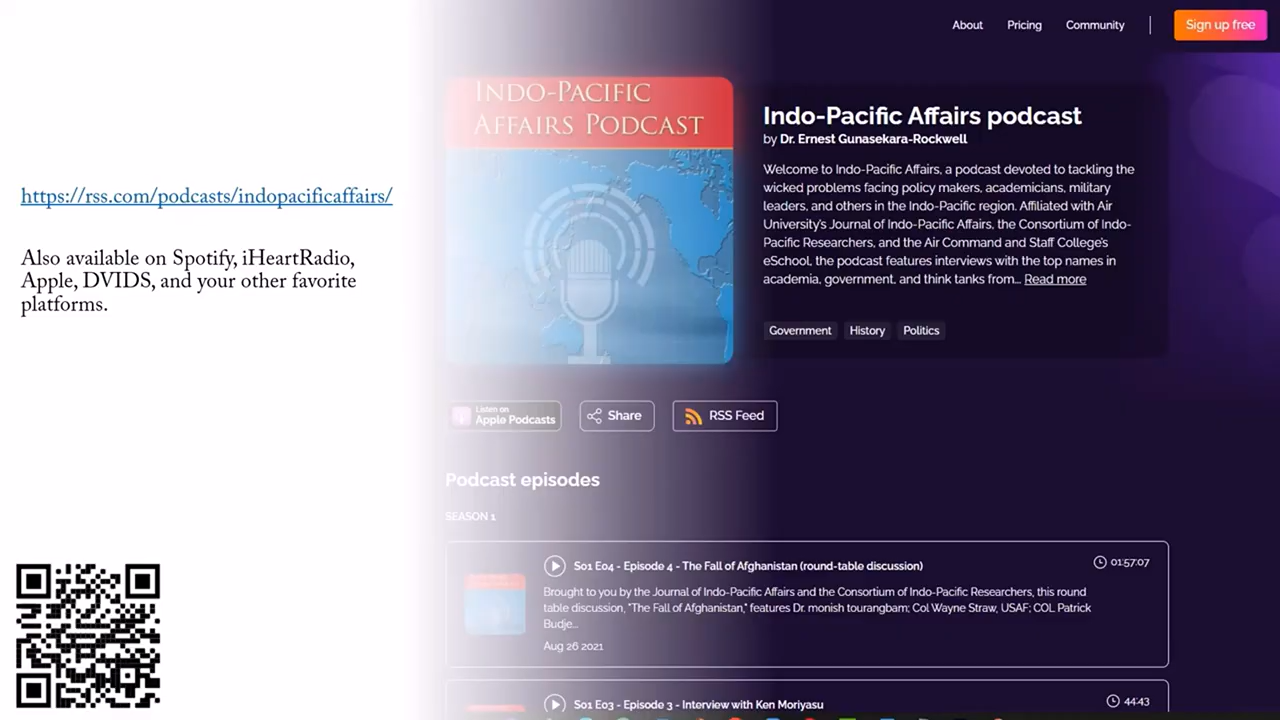 About
Pricing
Community
Sign up free
INDO-PACIFIC
AFFAIRS PODCAST
Indo-Pacific Affairs podcast
by Dr. Ernest Gunasekara-Rockwell
Welcome to Indo-Pacific Affairs, a podcast devoted to tackling the
wicked problems facing policy makers, academicians, military
leaders, and others in the Indo-Pacific region. Affiliated with Air
University's Journal of Indo-Pacific Affairs, the Consortium of Indo-
Pacific Researchers, and the Air Command and Staff College's
eSchool, the podcast features interviews with the top names in
academia, government, and think tanks from... Read more
Government
History
Politics
https://rss.com/podcasts/indopacificaffairs/
Also available on Spotify, iHeartRadio,
Apple, DVIDS, and your other favorite
platforms.
Listen on
Apple Podcasts
Share
RSS Feed
Podcast episodes
SEASON 1
S01 E04 - Episode 4 - The Fall of Afghanistan (round-table discussion)
01:57:07
Brought to you by the Journal of Indo-Pacific Affairs and the Consortium of Indo-Pacific Researchers, this round
table discussion, "The Fall of Afghanistan," features Dr. monish tourangbam; Col Wayne Straw, USAF; COL Patrick
Budje...
Aug 26 2021
S01 E03 - Episode 3 - Interview with Ken Moriyasu
44:43